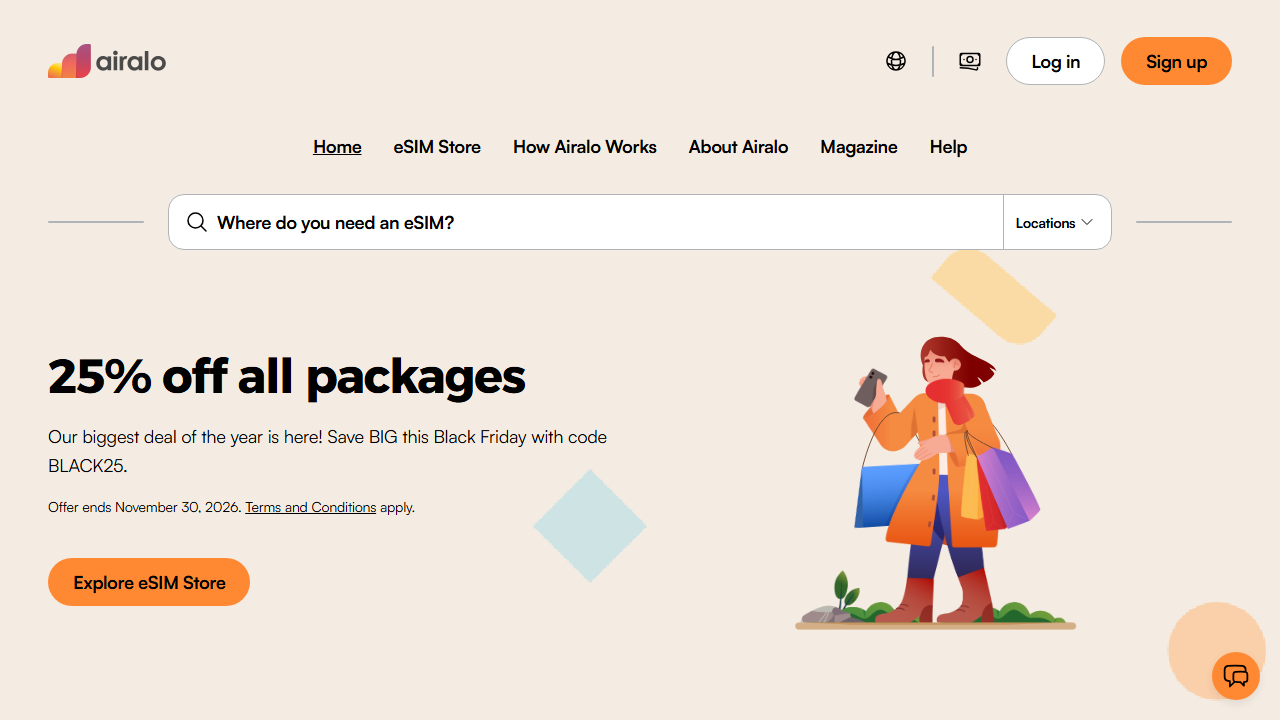 airalo
Log in
Sign up
Home
eSIM Store
How Airalo Works
About Airalo
Magazine
Help
Where do you need an eSIM?
Locations
25% off all packages
Our biggest deal of the year is here! Save BIG this Black Friday with code
BLACK25.
Offer ends November 30, 2026. Terms and Conditions apply.
Explore eSIM Store